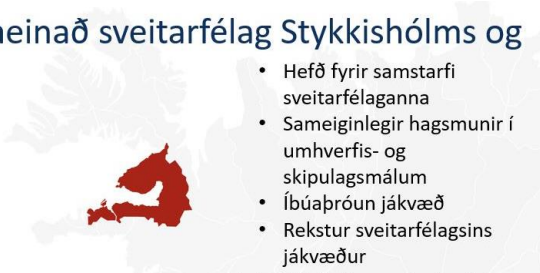 einað sveitarfélag Stykkishólms og
• Hefð fyrir samstarfi
sveitarfélaganna
• Sameiginlegir hagsmunir í
umhverfis- og
skipulagsmálum
• Íbúaþróun jákvæð
• Rekstur sveitarfélagsins
jákvæður